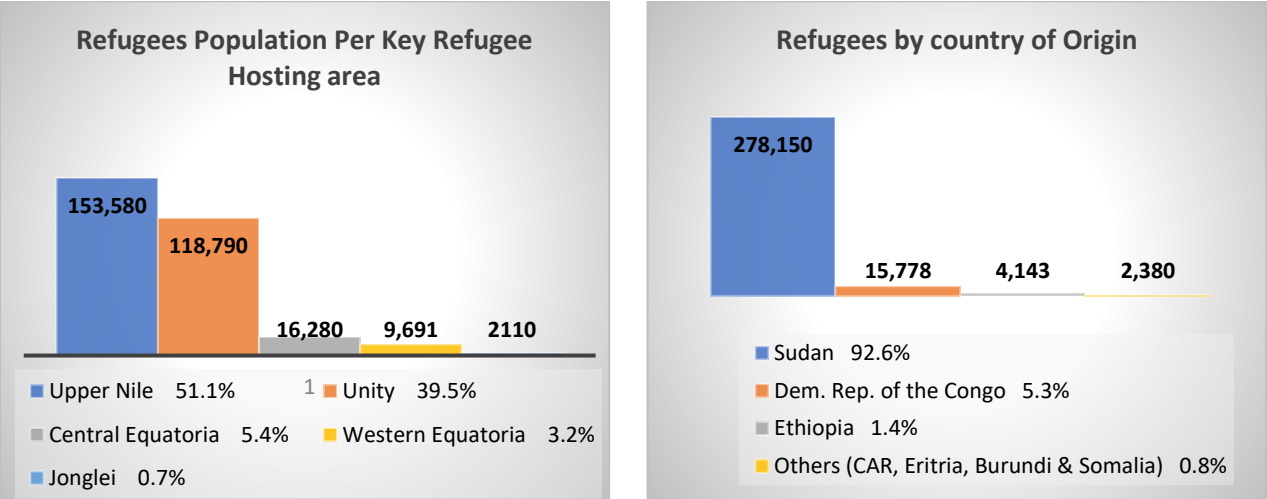 Refugees Population Per Key Refugee
Hosting area
153,580
118,790
16,280
9,691
2110
1
Upper Nile 51.1%
Unity 39.5%
Central Equatoria 5.4%
Western Equatoria 3.2%
Jonglei 0.7%
Refugees by country of Origin
278,150
15,778
4,143
2,380
Sudan 92.6%
Dem. Rep. of the Congo 5.3%
Ethiopia 1.4%
Others (CAR, Eritria, Burundi & Somalia) 0.8%